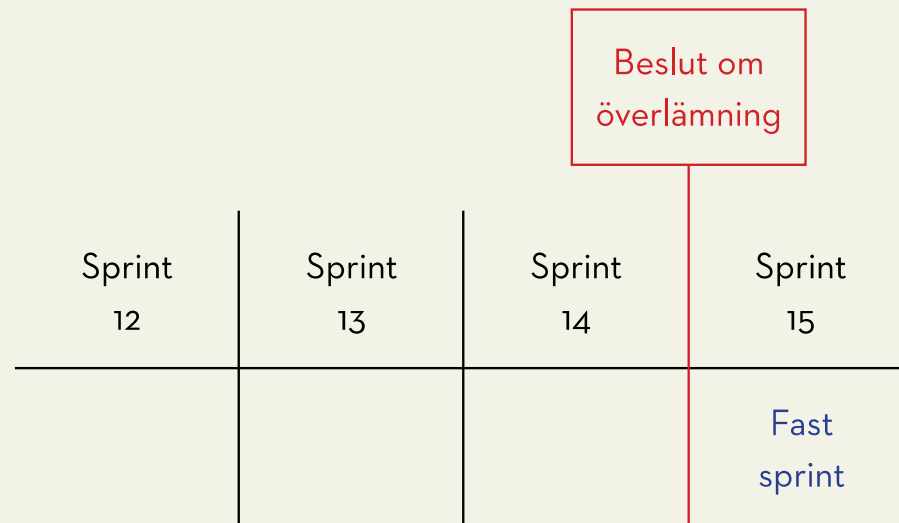 Beslut om
överlämning
Sprint
12
Sprint
13
Sprint
14
Sprint
15
Fast
sprint